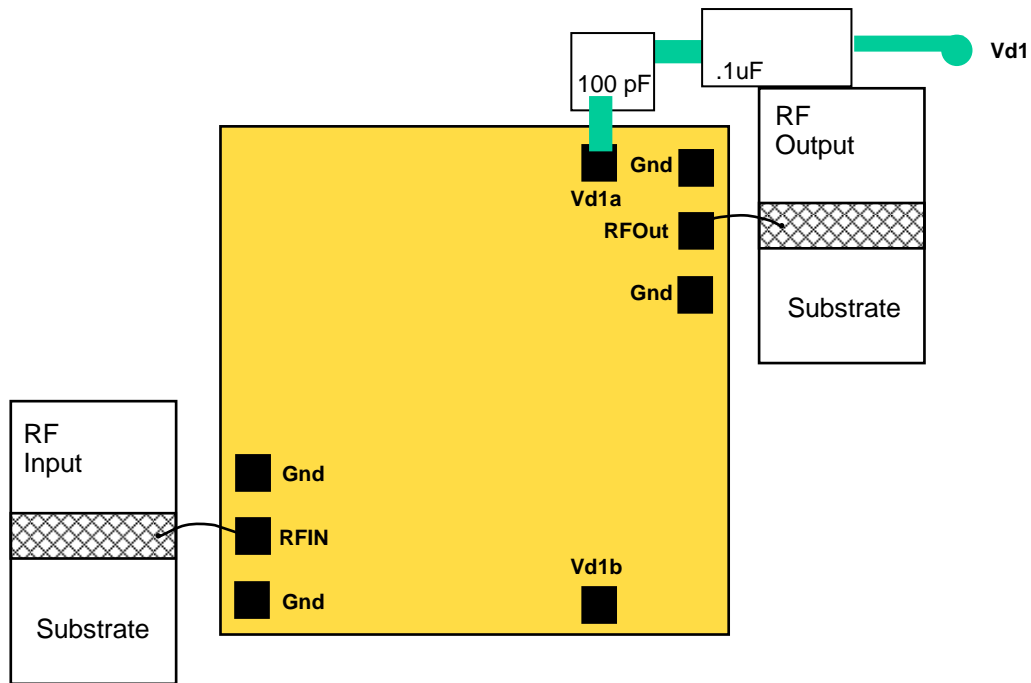 Vd1
100 pF
.1uF
RF
Output
Gnd
Vd1a
RFOut
Gnd
Substrate
RF
Input
Gnd
RFIN
Vd1b
Gnd
Substrate